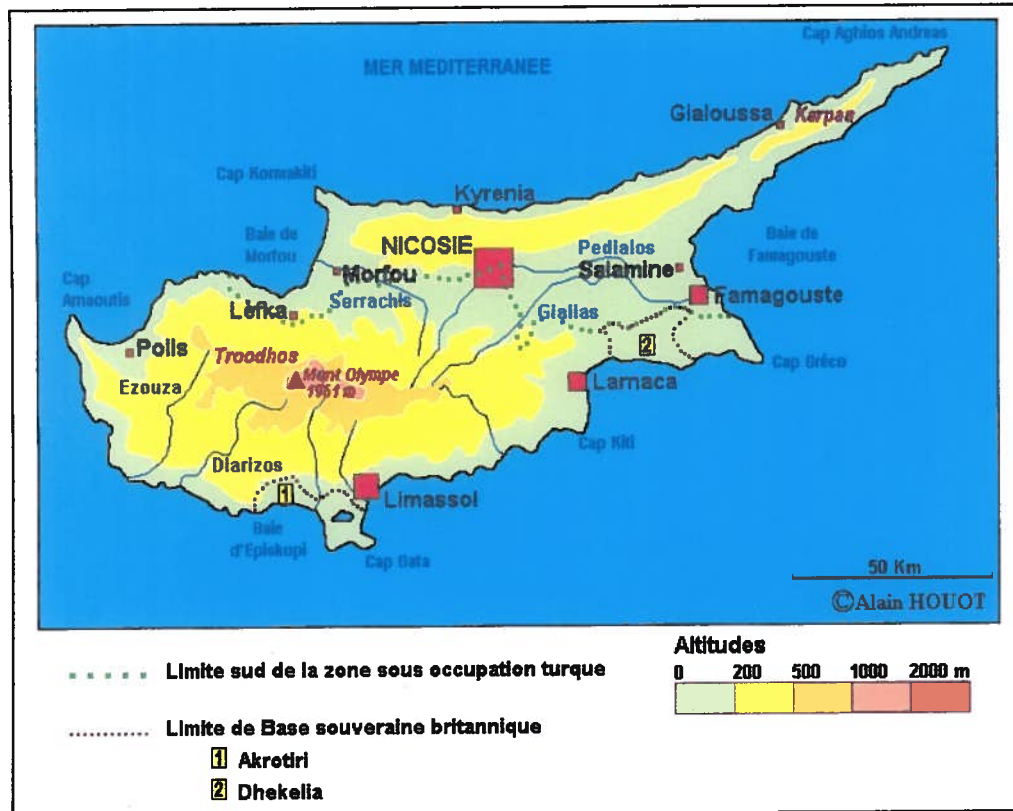 Cap Aghios Andreas
MER MEDITERRANEE
Gialoussa
Karpas
Cap Kormakiti
Kyrenia
Baie de
Morfou
NICOSIE
Pedialos
Baie de
Famagouste
Morfou
Salamine
Cap
Arnaoutis
Serrachis
Famagouste
Lefka
Giallas
Polis
Troodhos
2
Cap Gréco
Ezouza
Mont Olympe
1951 m
Larnaca
Cap Kiti
Diarizos
1
Limassol
Baie
d'Episkopi
Cap Gata
50 Km
©Alain HOUOT
Altitudes
0 200 500 1000 2000 m
Limite sud de la zone sous occupation turque
Limite de Base souveraine britannique
1 Akrotiri
2 Dhekelia